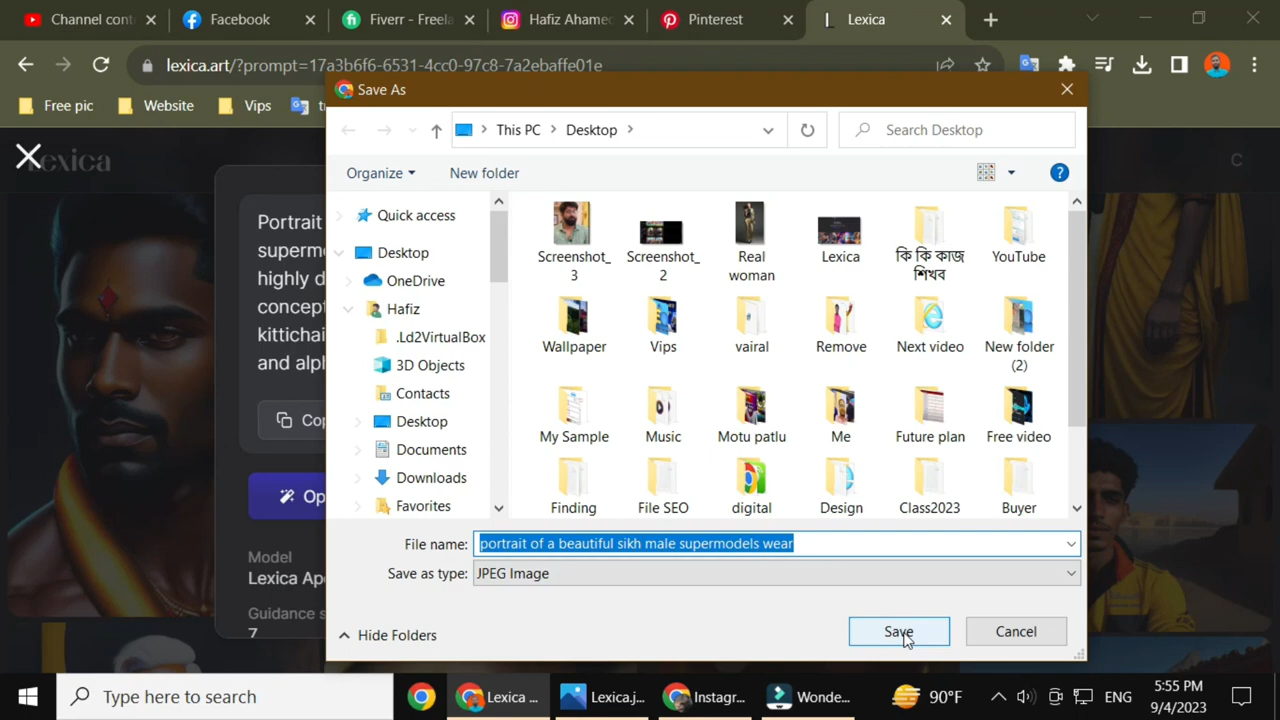 Channel cont
Facebook
Fiverr - Freela
Hafiz Ahamed
Pinterest
Lexica
lexica.art/?prompt=17a3b6f6-6531-4cc0-97c8-7a2ebaffe01e
Free pic
Website
Vips
Save As
This PC
Desktop
Search Desktop
Organize
New folder
Quick access
Desktop
OneDrive
Hafiz
.Ld2VirtualBox
3D Objects
Contacts
Desktop
Documents
Downloads
Favorites
Screenshot_
3
Screenshot_
2
Real
woman
Lexica
কি কি কাজ
শিখব
YouTube
Wallpaper
Vips
vairal
Remove
Next video
New folder
(2)
My Sample
Music
Motu patlu
Me
Future plan
Free video
Finding
File SEO
digital
Design
Class2023
Buyer
File name:
portrait of a beautiful sikh male supermodels wear
Save as type:
JPEG Image
Hide Folders
Save
Cancel
Lexica
C
Portrait
superm
highly d
concept
kittichai
and alph
Cop
Op
Model
Lexica Ap
Guidance s
7
Type here to search
Lexica ...
Lexica.j...
Instagr...
Wonde...
90°F
ENG
5:55 PM
9/4/2023